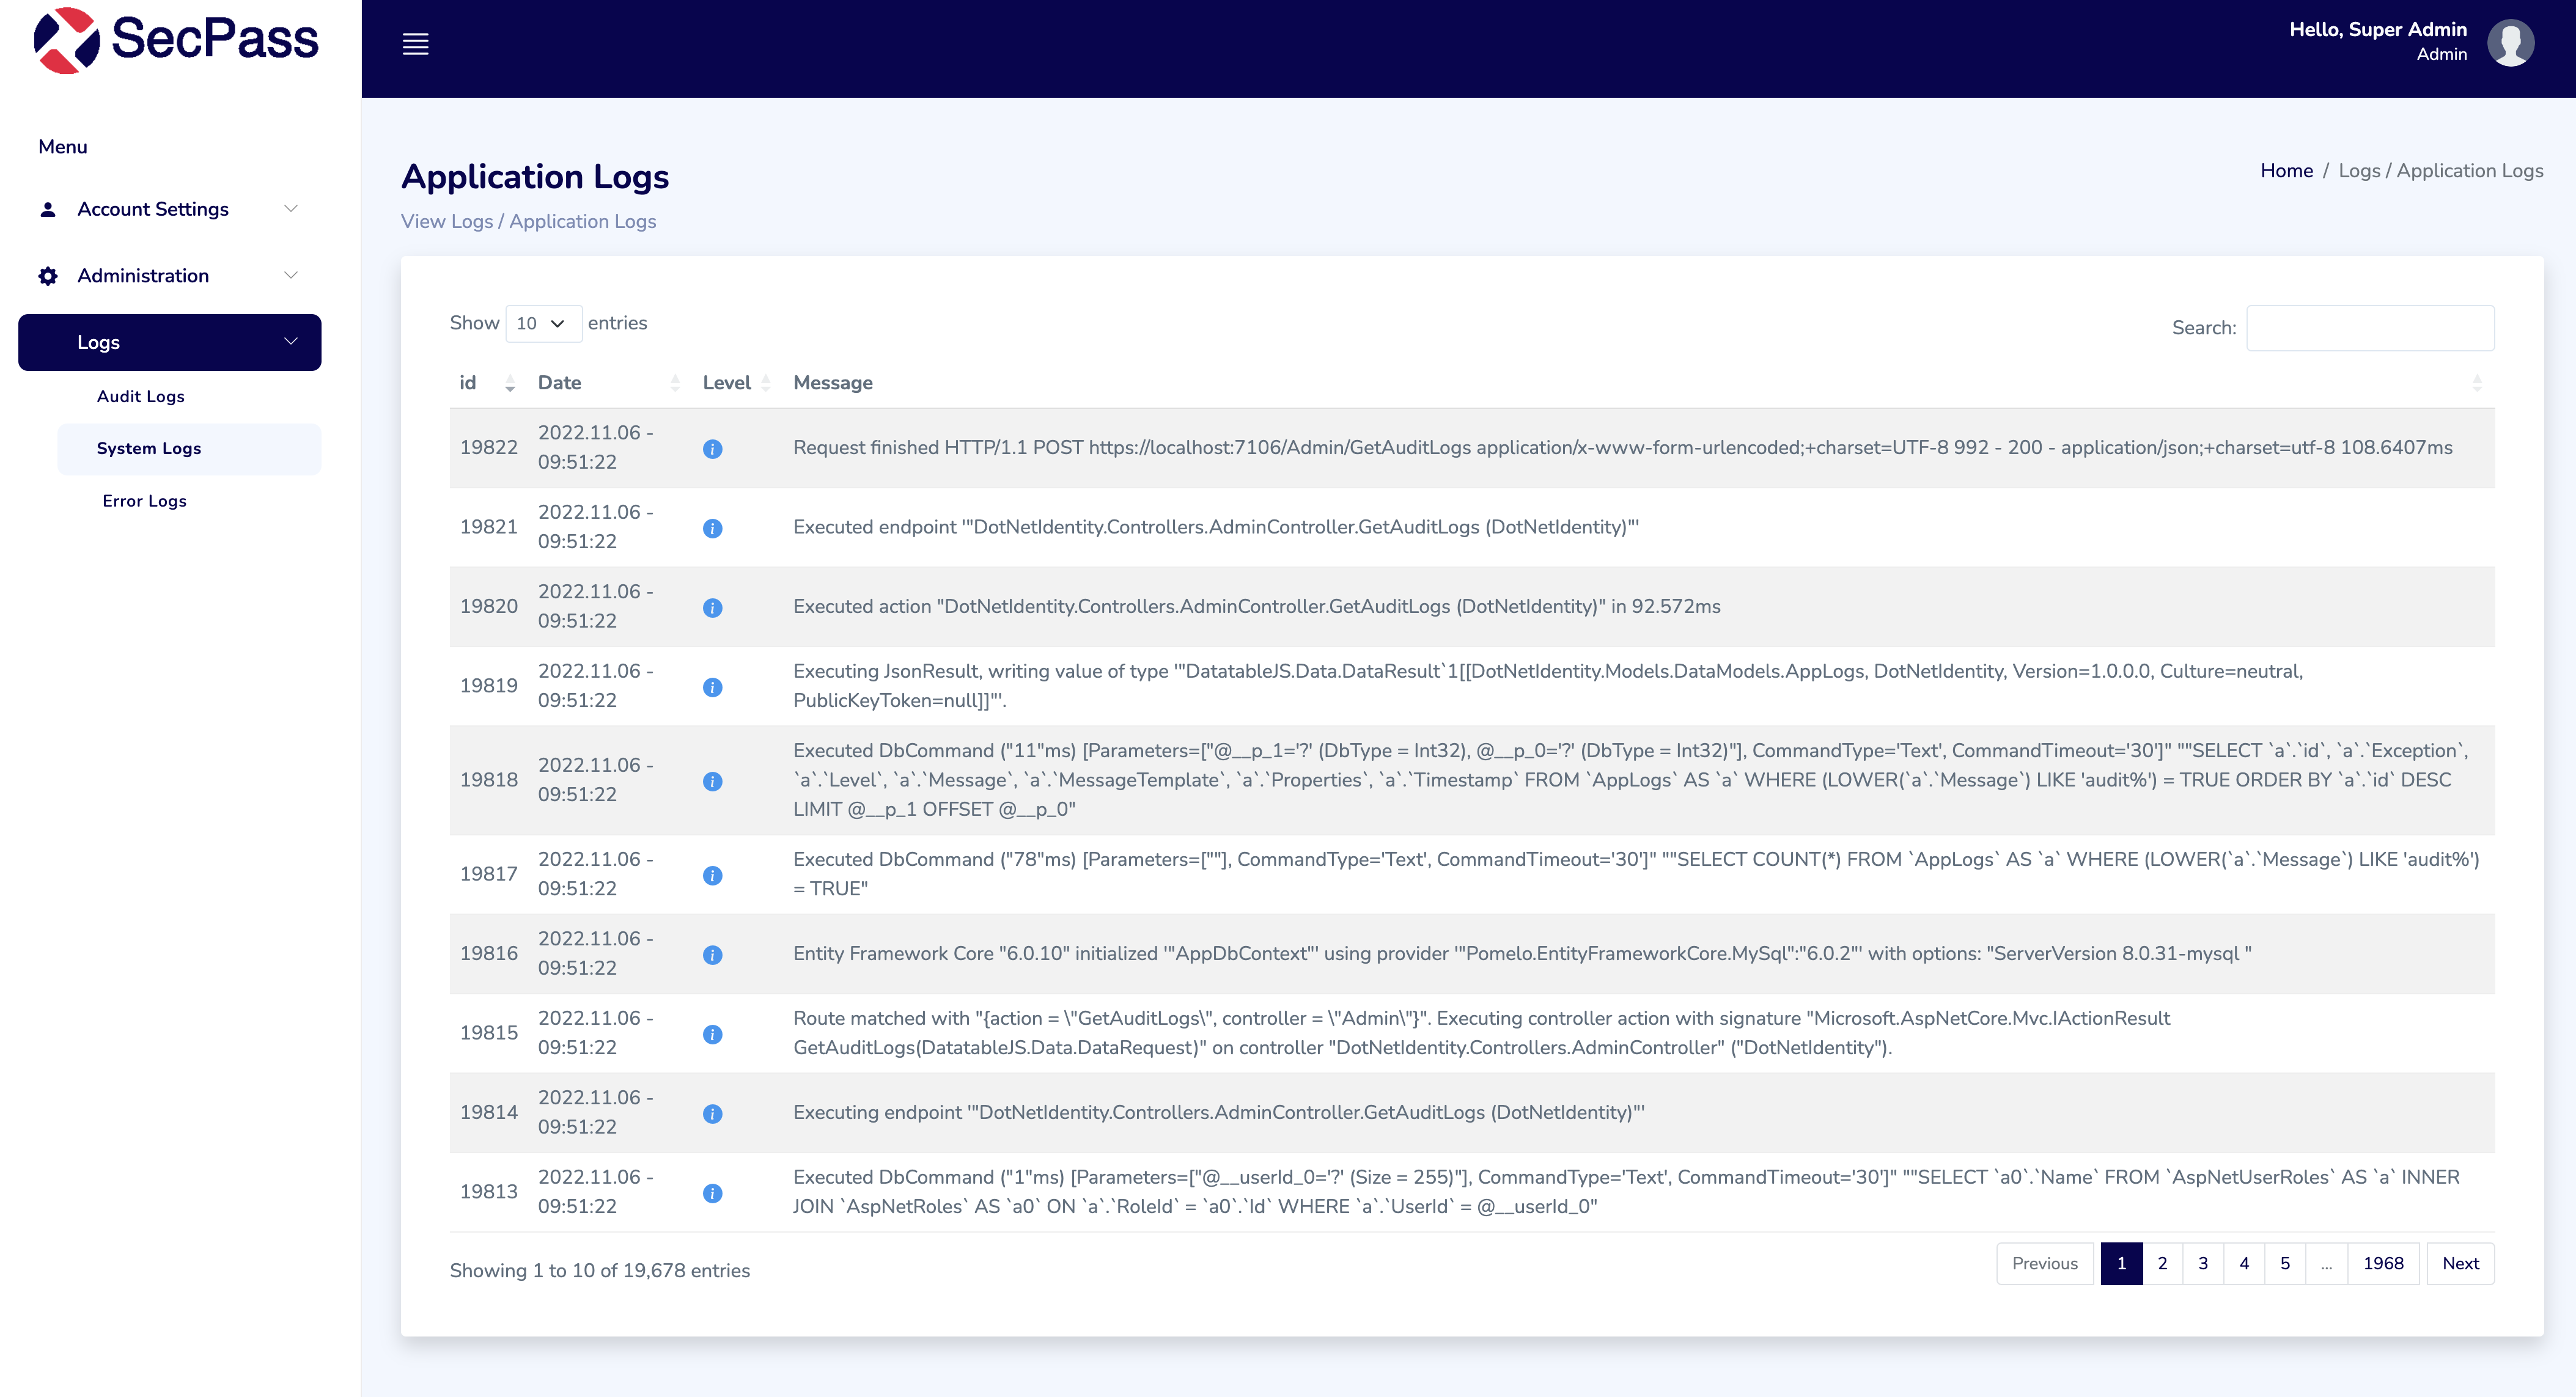 SecPass
Hello, Super Admin
Admin
Menu
Account Settings
Administration
Logs
Audit Logs
System Logs
Error Logs
Application Logs
View Logs / Application Logs
Home / Logs / Application Logs
Show 10 entries
Search:
id Date Level Message
19822
2022.11.06 -
09:51:22
Request finished HTTP/1.1 POST https://localhost:7106/Admin/GetAuditLogs application/x-www-form-urlencoded;+charset=UTF-8 992 - 200 - application/json;+charset=utf-8 108.6407ms
19821
2022.11.06 -
09:51:22
Executed endpoint '"DotNetIdentity.Controllers.AdminController.GetAuditLogs (DotNetIdentity)"'
19820
2022.11.06 -
09:51:22
Executed action "DotNetIdentity.Controllers.AdminController.GetAuditLogs (DotNetIdentity)" in 92.572ms
19819
2022.11.06 -
09:51:22
Executing JsonResult, writing value of type '"DatatableJS.Data.DataResult`1[[DotNetIdentity.Models.DataModels.AppLogs, DotNetIdentity, Version=1.0.0.0, Culture=neutral,
PublicKeyToken=null]]"'.
19818
2022.11.06 -
09:51:22
Executed DbCommand ("11"ms) [Parameters=["@__p_1='?' (DbType = Int32), @__p_0='?' (DbType = Int32)"], CommandType='Text', CommandTimeout='30']" ""SELECT `a`.`id`, `a`.`Exception`,
`a`.`Level`, `a`.`Message`, `a`.`MessageTemplate`, `a`.`Properties`, `a`.`Timestamp` FROM `AppLogs` AS `a` WHERE (LOWER(`a`.`Message`) LIKE 'audit%') = TRUE ORDER BY `a`.`id` DESC
LIMIT @__p_1 OFFSET @__p_0"
19817
2022.11.06 -
09:51:22
Executed DbCommand ("78"ms) [Parameters=[""], CommandType='Text', CommandTimeout='30']" ""SELECT COUNT(*) FROM `AppLogs` AS `a` WHERE (LOWER(`a`.`Message`) LIKE 'audit%')
= TRUE"
19816
2022.11.06 -
09:51:22
Entity Framework Core "6.0.10" initialized '"AppDbContext"' using provider '"Pomelo.EntityFrameworkCore.MySql":"6.0.2"' with options: "ServerVersion 8.0.31-mysql "
19815
2022.11.06 -
09:51:22
Route matched with "{action = \"GetAuditLogs\", controller = \"Admin\"}". Executing controller action with signature "Microsoft.AspNetCore.Mvc.IActionResult
GetAuditLogs(DatatableJS.Data.DataRequest)" on controller "DotNetIdentity.Controllers.AdminController" ("DotNetIdentity").
19814
2022.11.06 -
09:51:22
Executing endpoint '"DotNetIdentity.Controllers.AdminController.GetAuditLogs (DotNetIdentity)"'
19813
2022.11.06 -
09:51:22
Executed DbCommand ("1"ms) [Parameters=["@__userId_0='?' (Size = 255)"], CommandType='Text', CommandTimeout='30']" ""SELECT `a0`.`Name` FROM `AspNetUserRoles` AS `a` INNER
JOIN `AspNetRoles` AS `a0` ON `a`.`RoleId` = `a0`.`Id` WHERE `a`.`UserId` = @__userId_0"
Showing 1 to 10 of 19,678 entries
Previous 1 2 3 4 5 ... 1968 Next